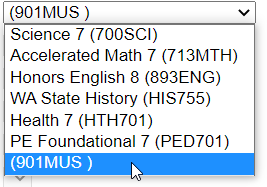 (901MUS )
Science 7 (700SCI)
Accelerated Math 7 (713MTH)
Honors English 8 (893ENG)
WA State History (HIS755)
Health 7 (HTH701)
PE Foundational 7 (PED701)
(901MUS )